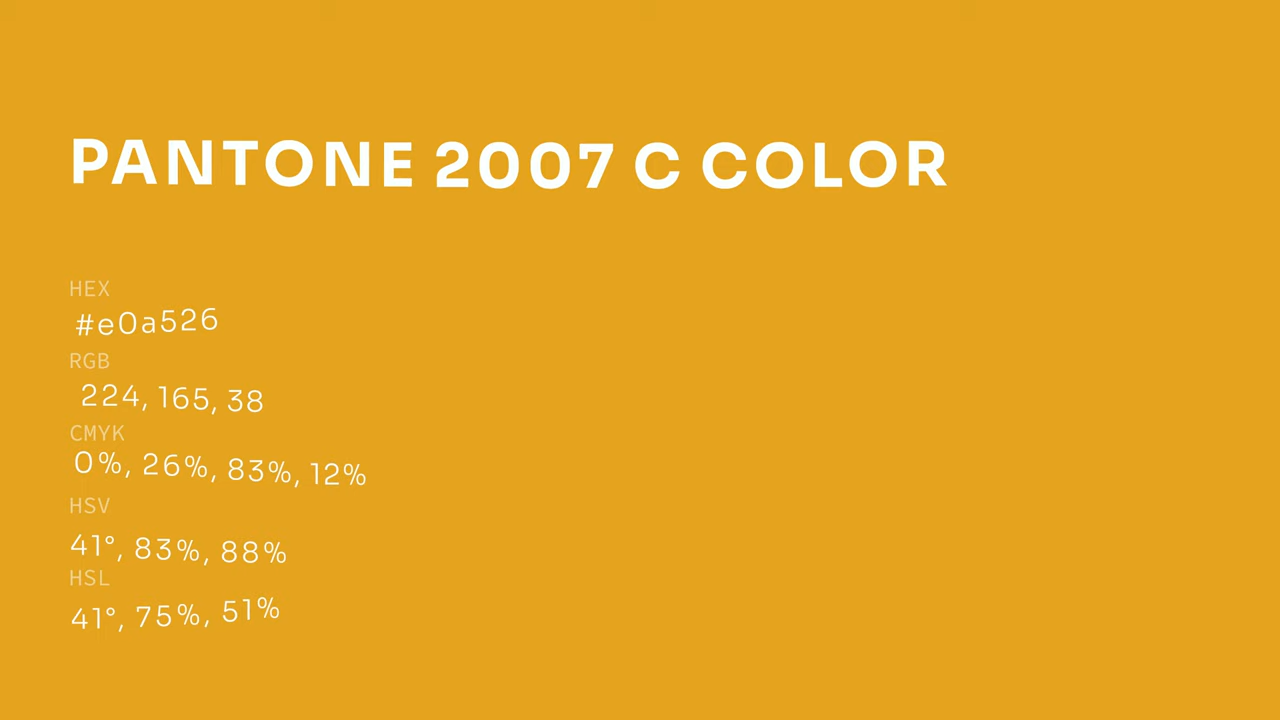 PANTONE 2007 C COLOR
HEX
#e0a526
RGB
224, 165, 38
CMYK
0%, 26%, 83%, 12%
HSV
41°, 83%, 88%
HSL
41°, 75%, 51%